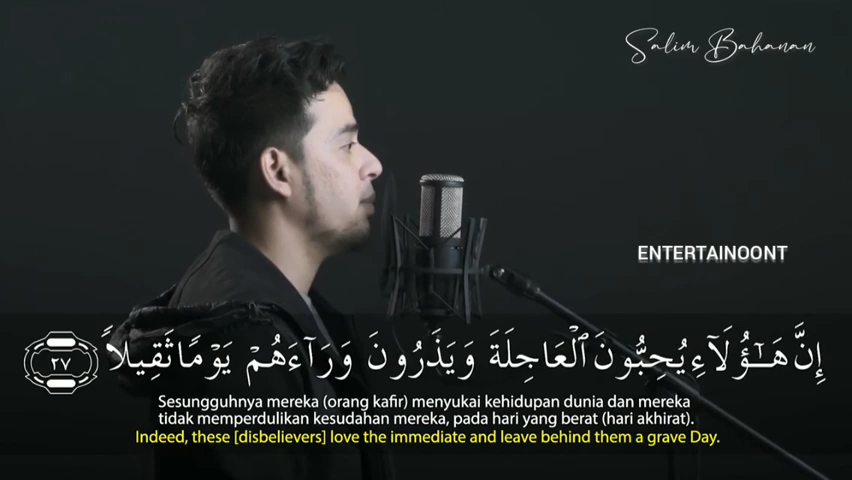 Salim Bahanan
ENTERTAINOONT
إِنَّ هَـٰٓؤُلَآءِ يُحِبُّونَ ٱلْعَاجِلَةَ وَيَذَرُونَ وَرَآءَهُمْ يَوْمًا ثَقِيلًا ٢٧
Sesungguhnya mereka (orang kafir) menyukai kehidupan dunia dan mereka
tidak memperdulikan kesudahan mereka, pada hari yang berat (hari akhirat).
Indeed, these [disbelievers] love the immediate and leave behind them a grave Day.